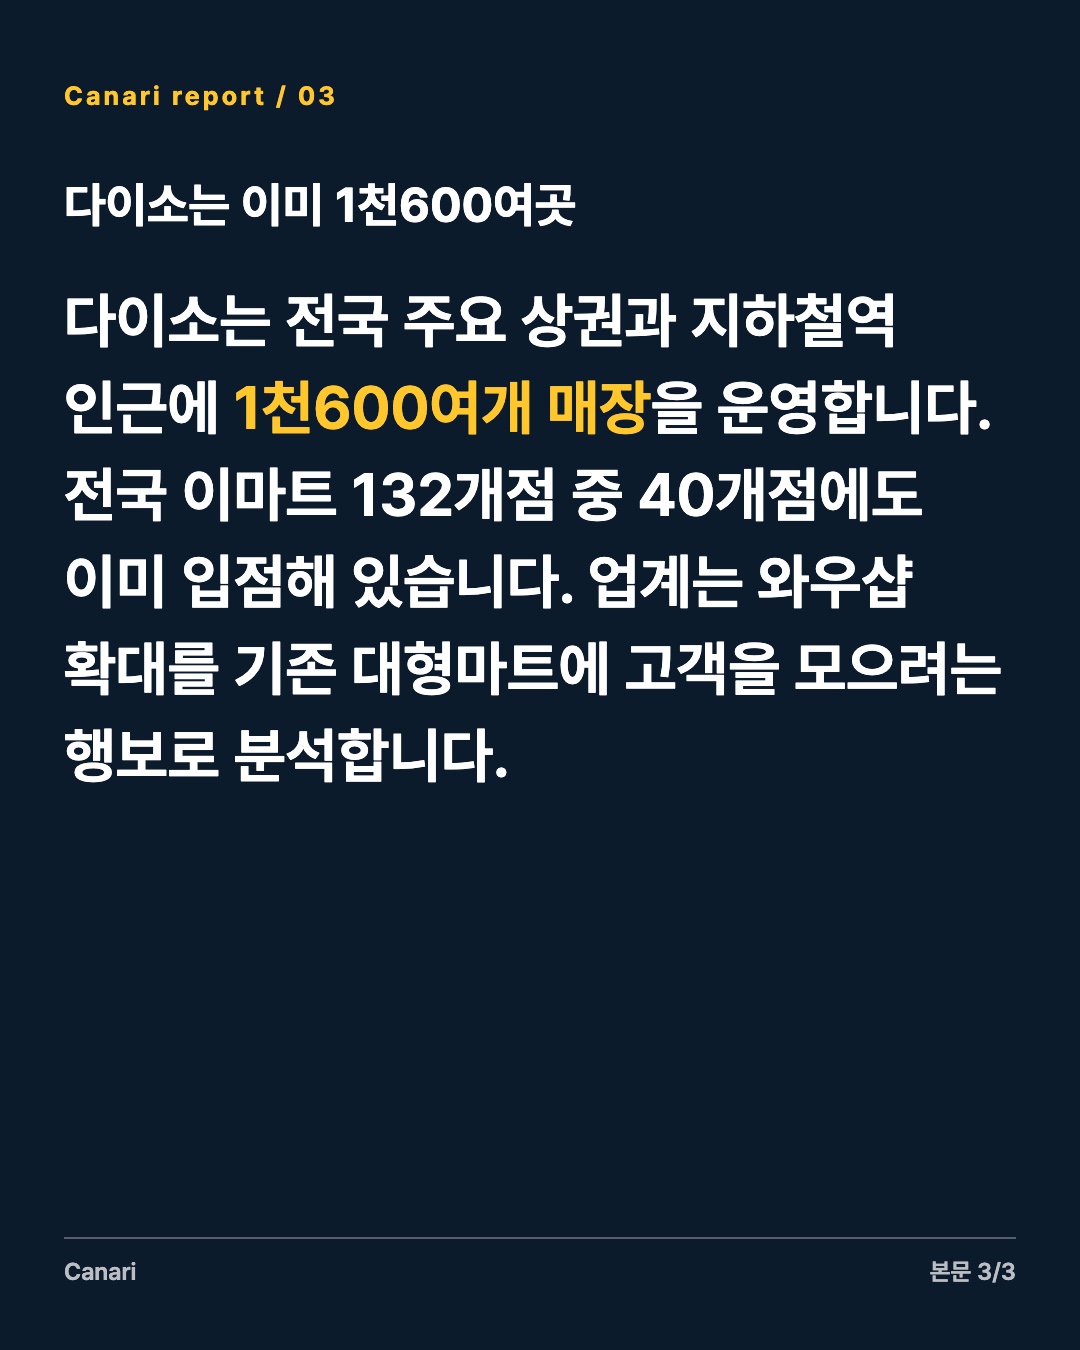 Canari report / 03
다이소는 이미 1천600여곳
다이소는 전국 주요 상권과 지하철역
인근에 1천600여개 매장을 운영합니다.
전국 이마트 132개점 중 40개점에도
이미 입점해 있습니다. 업계는 와우샵
확대를 기존 대형마트에 고객을 모으려는
행보로 분석합니다.
Canari
본문 3/3